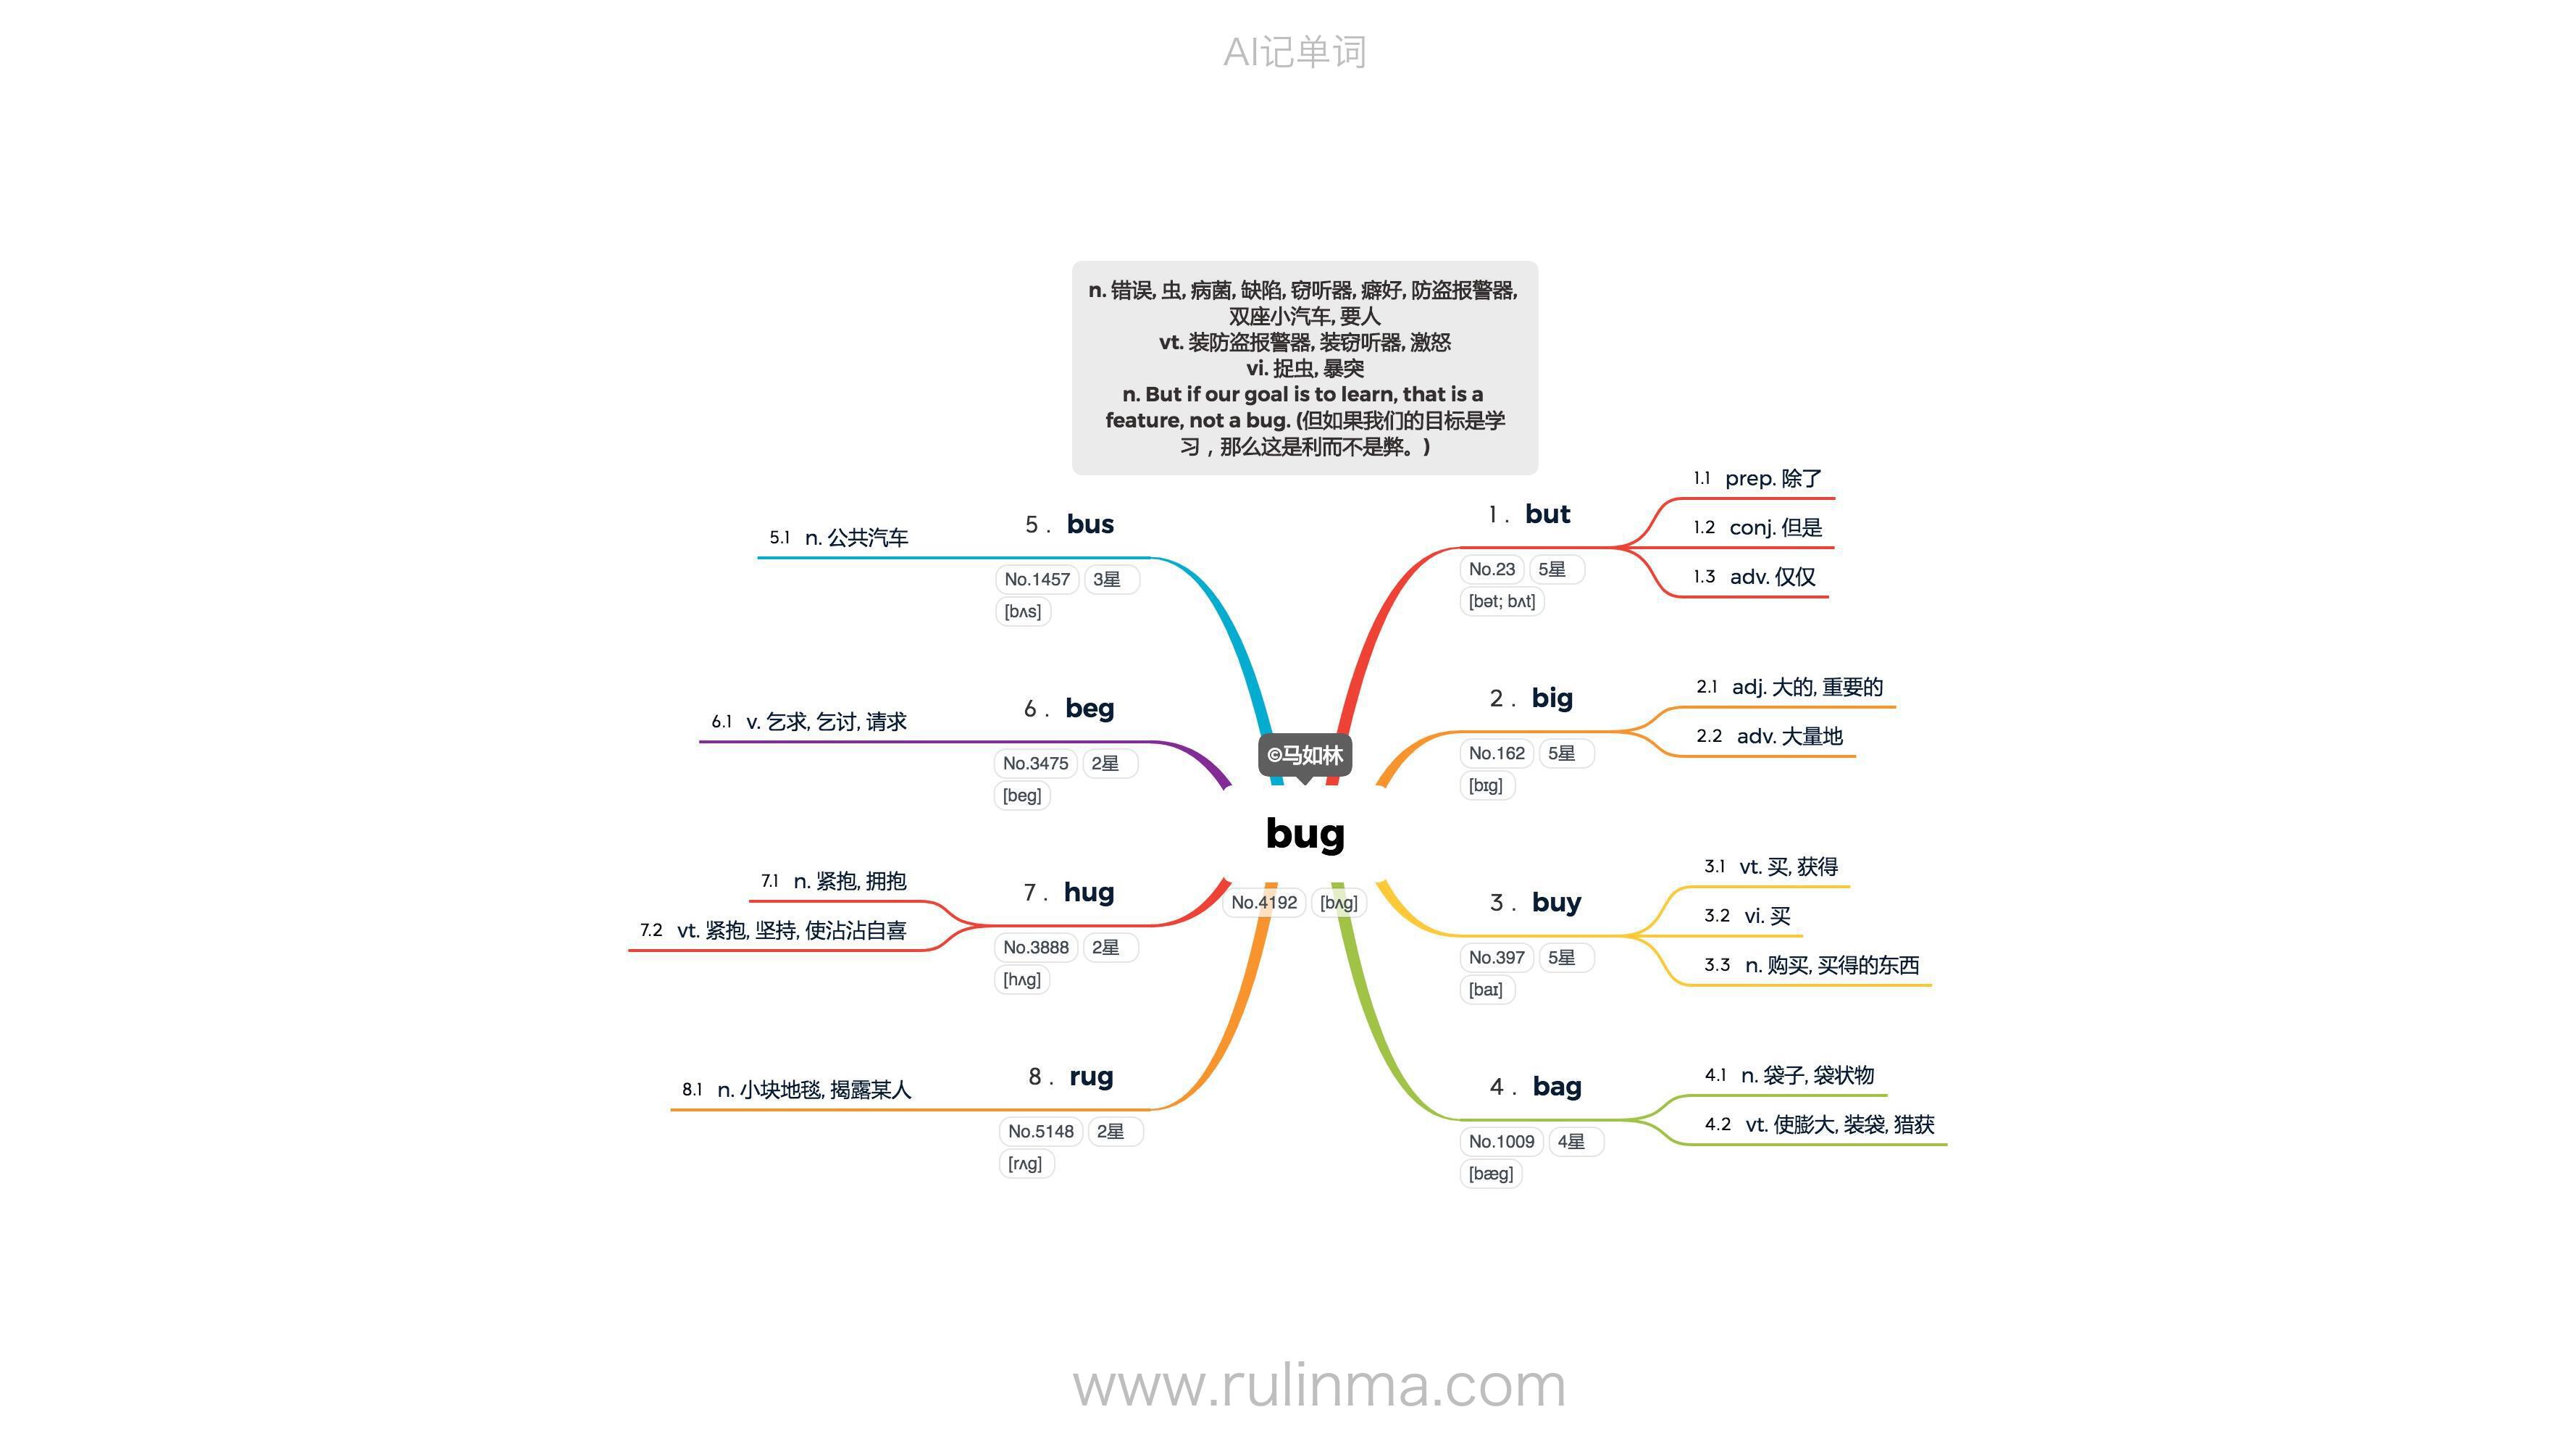 AI记单词
n. 错误, 虫, 病菌, 缺陷, 窃听器, 癖好, 防盗报警器,
双座小汽车, 要人
vt. 装防盗报警器, 装窃听器, 激怒
vi. 捉虫, 暴突
n. But if our goal is to learn, that is a
feature, not a bug. (但如果我们的目标是学
习，那么这是利而不是弊。)
©马如林
bug
No.4192 [bʌg]
1 . but
No.23 5星
[bət; bʌt]
1.1 prep. 除了
1.2 conj. 但是
1.3 adv. 仅仅
2 . big
No.162 5星
[bɪg]
2.1 adj. 大的, 重要的
2.2 adv. 大量地
3 . buy
No.397 5星
[baɪ]
3.1 vt. 买, 获得
3.2 vi. 买
3.3 n. 购买, 买得的东西
4 . bag
No.1009 4星
[bæg]
4.1 n. 袋子, 袋状物
4.2 vt. 使膨大, 装袋, 猎获
5 . bus
No.1457 3星
[bʌs]
5.1 n. 公共汽车
6 . beg
No.3475 2星
[beg]
6.1 v. 乞求, 乞讨, 请求
7 . hug
No.3888 2星
[hʌg]
7.1 n. 紧抱, 拥抱
7.2 vt. 紧抱, 坚持, 使沾沾自喜
8 . rug
No.5148 2星
[rʌg]
8.1 n. 小块地毯, 揭露某人
www.rulinma.com